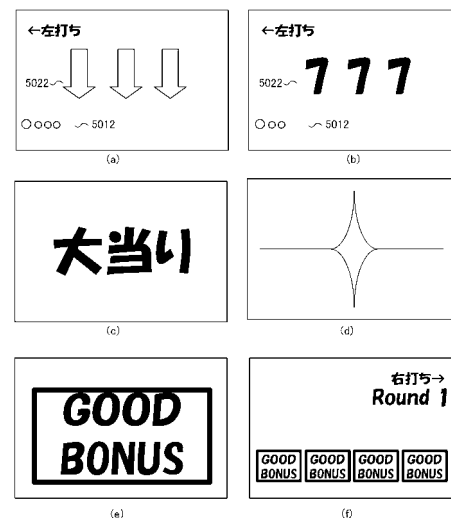 ←左打ち
5022
○○○○ 5012
(a)
←左打ち
5022
777
○○○ 5012
(b)
大当り
(c)
(d)
GOOD
BONUS
(e)
右打ち→
Round 1
GOOD GOOD GOOD GOOD
BONUS BONUS BONUS BONUS
(f)